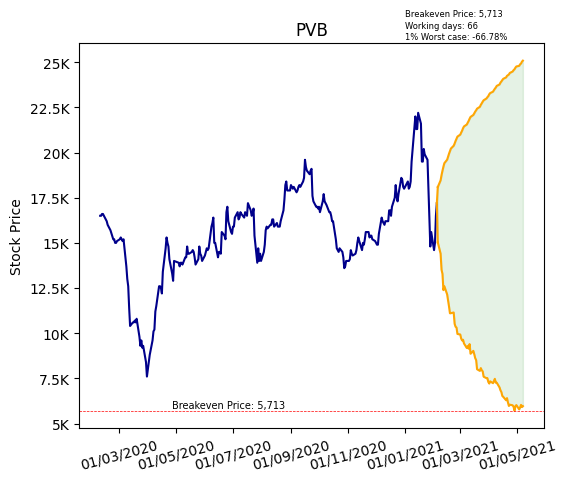 Breakeven Price: 5,713
Working days: 66
1% Worst case: -66.78%
PVB
Stock Price
25K
22.5K
20K
17.5K
15K
12.5K
10K
7.5K
5K
Breakeven Price: 5,713
01/03/2020
01/05/2020
01/07/2020
01/09/2020
01/11/2020
01/01/2021
01/03/2021
01/05/2021